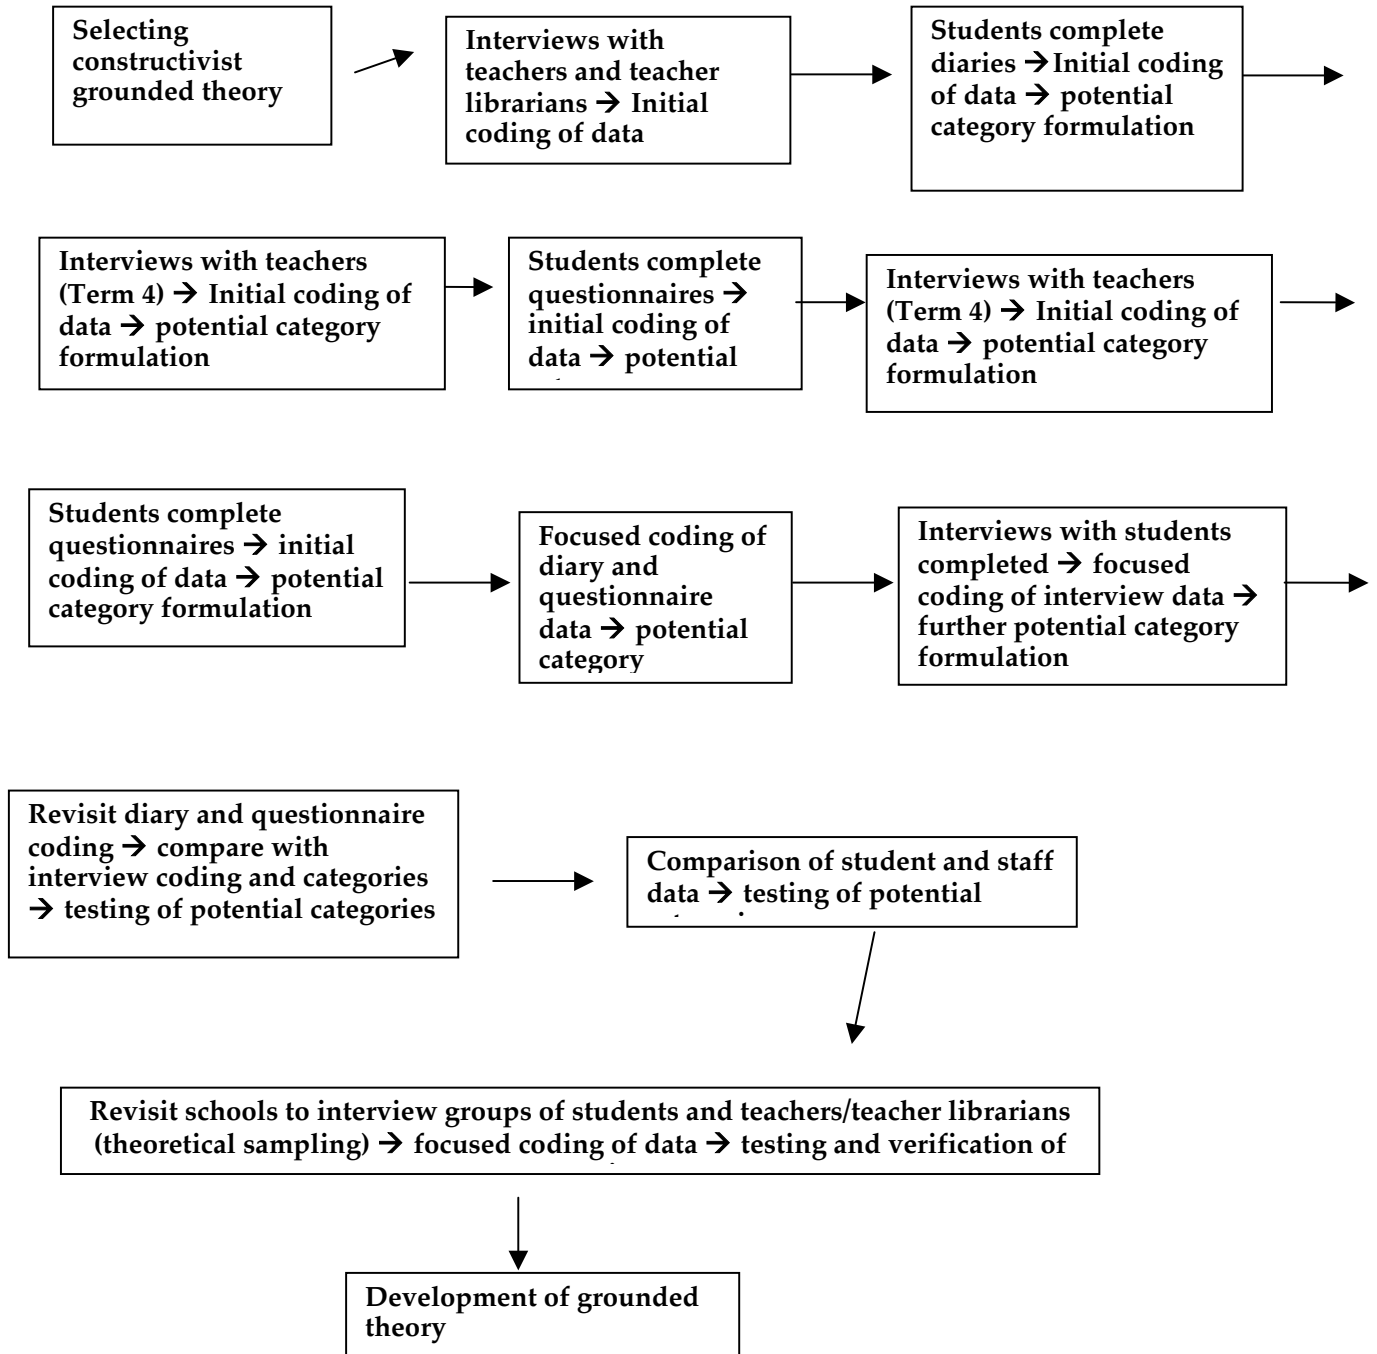 Selecting
constructivist
grounded theory
Interviews with
teachers and teacher
librarians → Initial
coding of data
Students complete
diaries → Initial coding
of data → potential
category formulation
Interviews with teachers
(Term 4) → Initial coding of
data → potential category
formulation
Students complete
questionnaires →
initial coding of
data → potential
Interviews with teachers
(Term 4) → Initial coding of
data → potential category
formulation
Students complete
questionnaires → initial
coding of data → potential
category formulation
Focused coding of
diary and
questionnaire
data → potential
category
Interviews with students
completed → focused
coding of interview data →
further potential category
formulation
Revisit diary and questionnaire
coding → compare with
interview coding and categories
→ testing of potential categories
Comparison of student and staff
data → testing of potential
Revisit schools to interview groups of students and teachers/teacher librarians
(theoretical sampling) → focused coding of data → testing and verification of
Development of grounded
theory